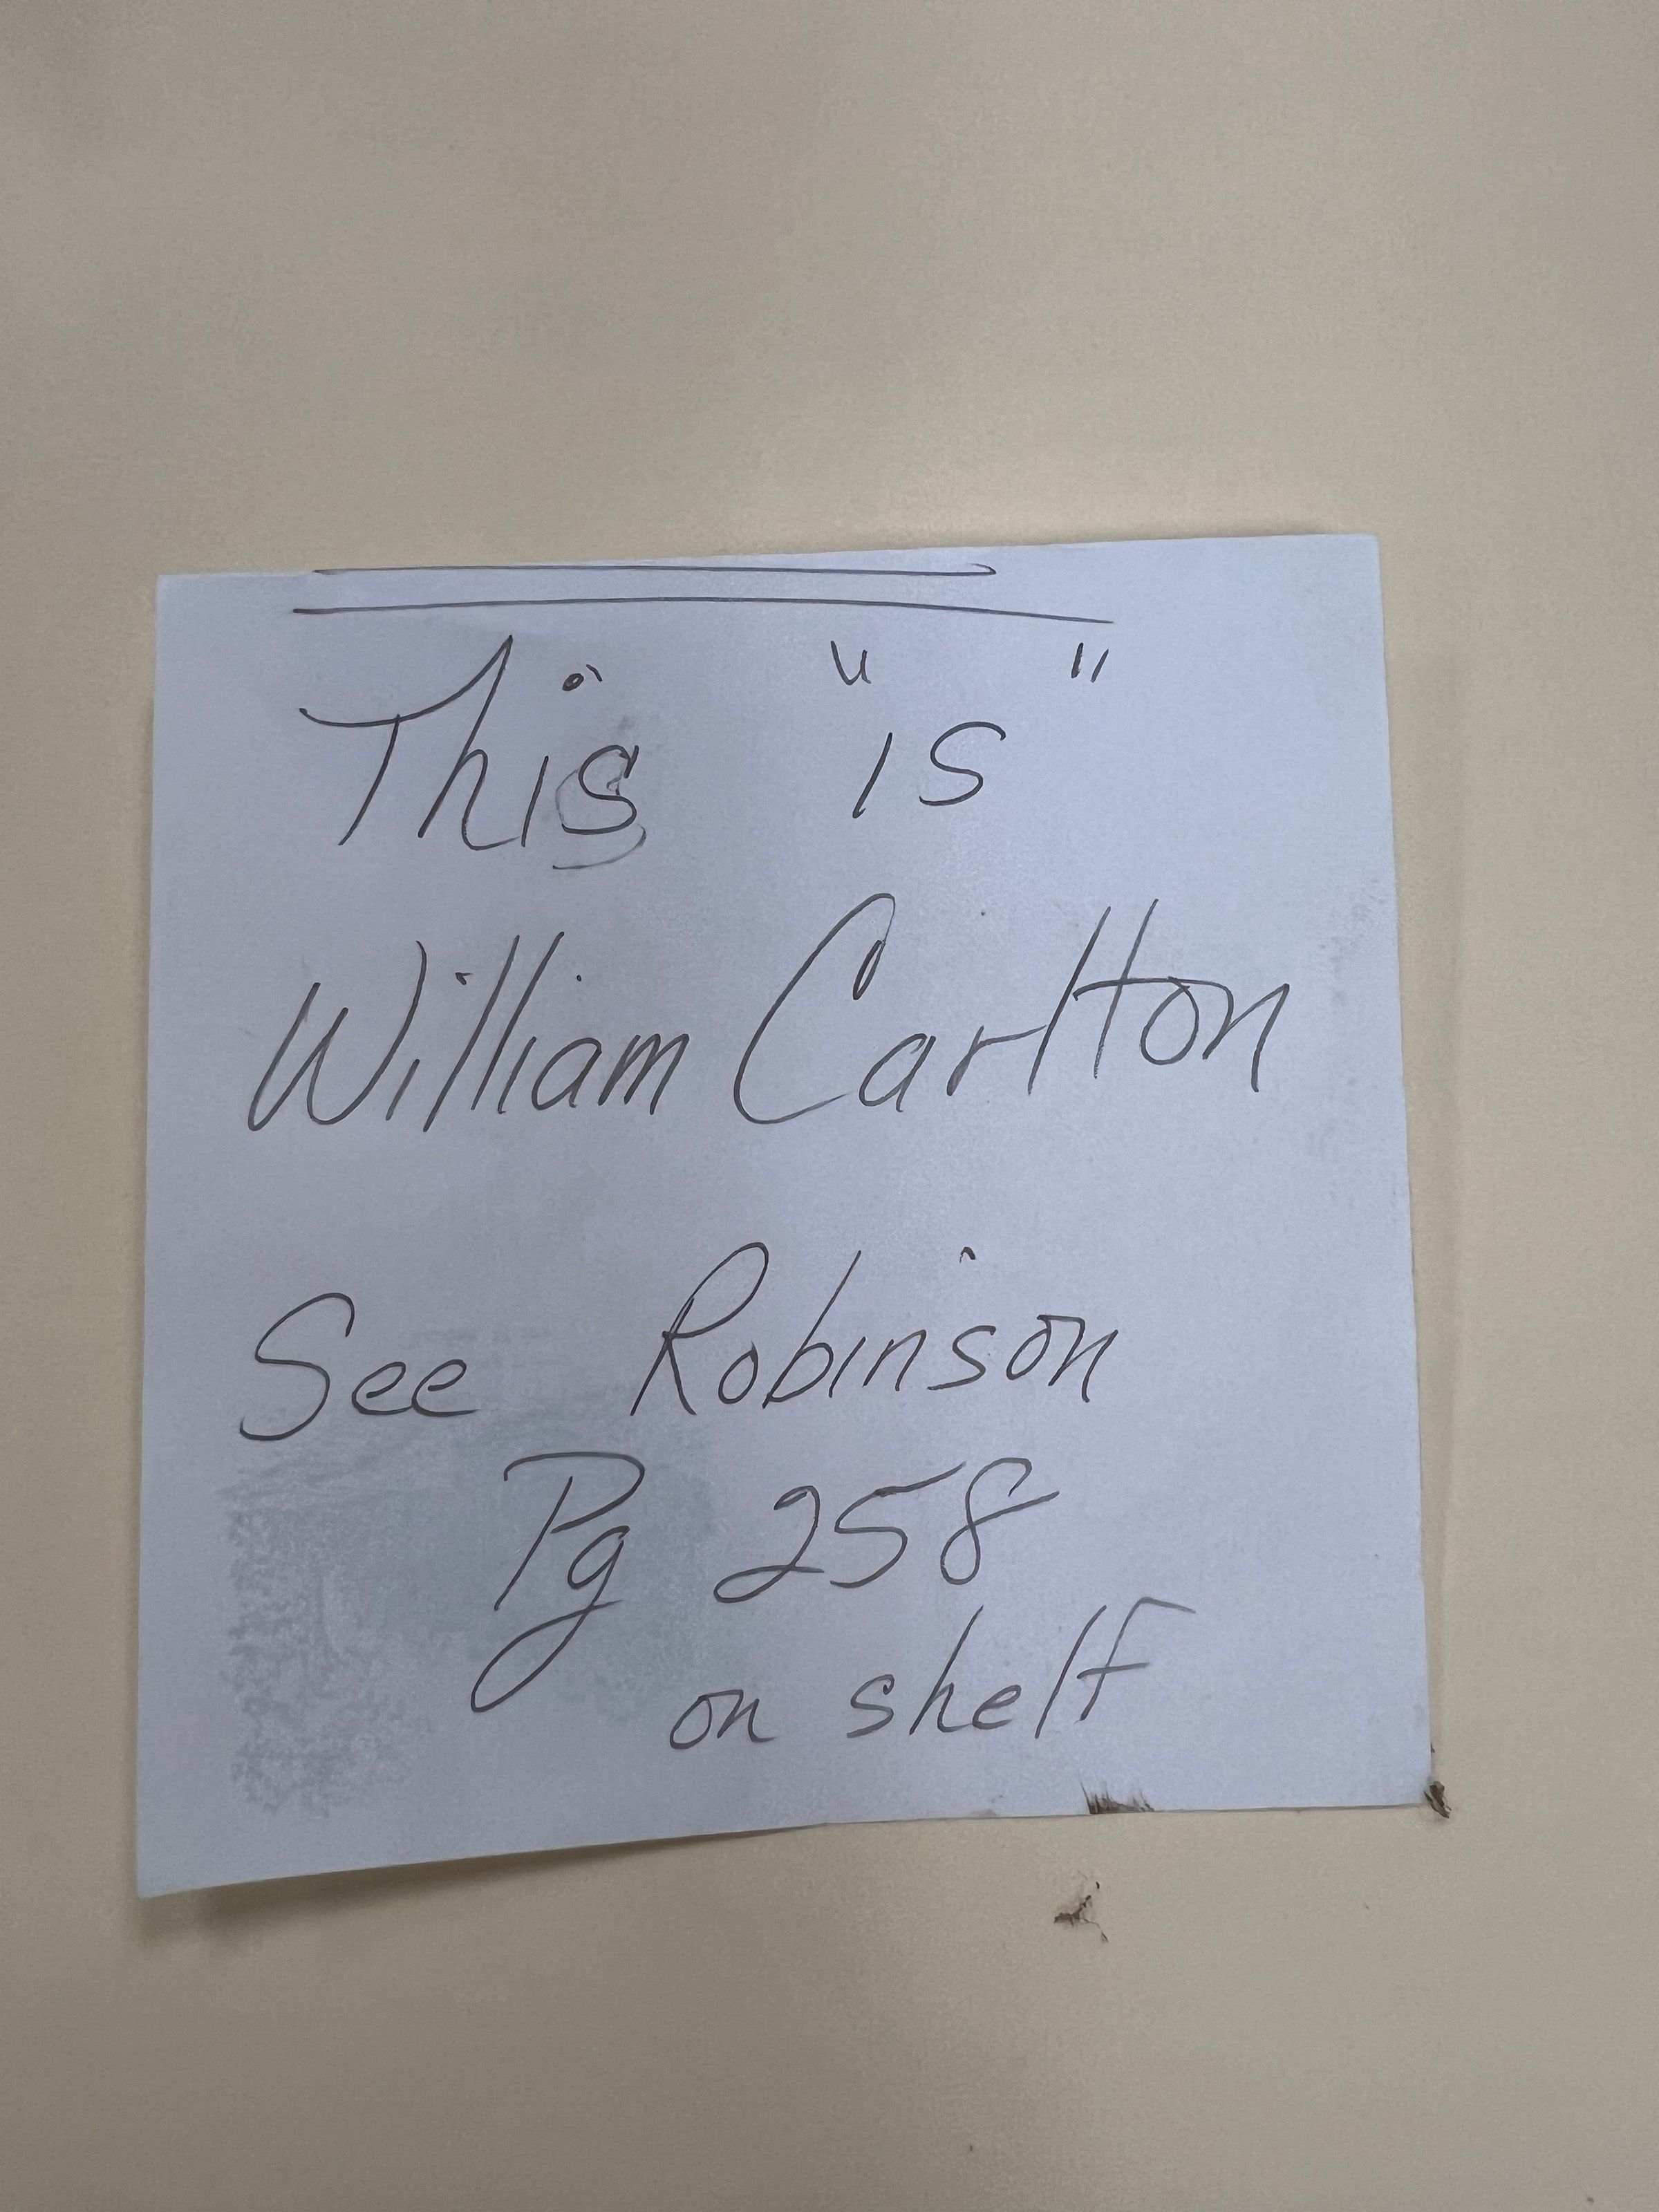 This "is"
William Carlton
See Robinson
Pg 258
on shelf